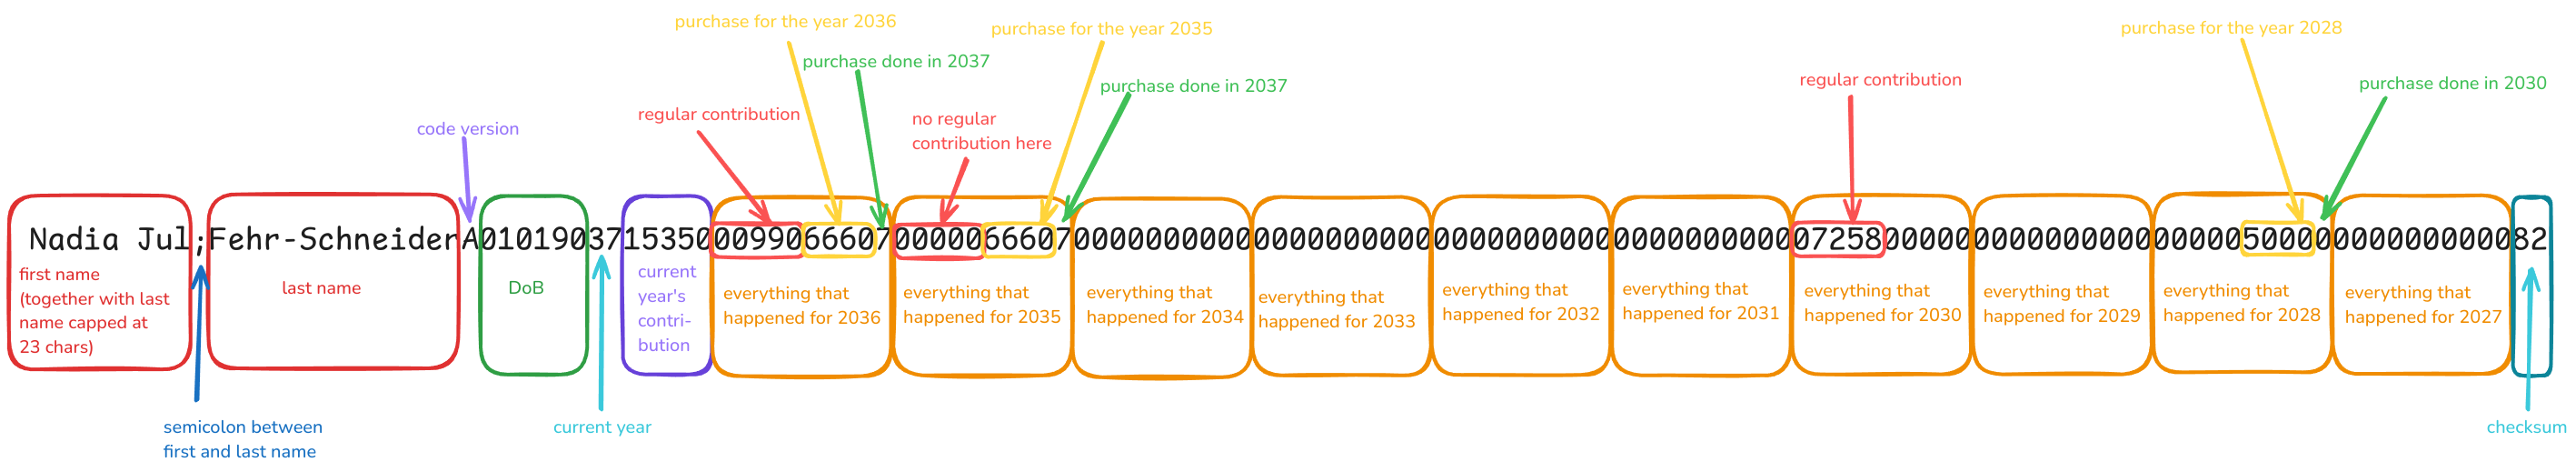 purchase for the year 2036
purchase for the year 2035
purchase for the year 2028
purchase done in 2037
purchase done in 2037
regular contribution
purchase done in 2030
regular contribution
no regular
contribution here
code version
Nadia Jul;Fehr-SchneiderA0101903715350009906660700000666070000000000000000000000000000000000000000072580000000000000000000050000000000000082
first name
(together with last
name capped at
23 chars)
last name
DoB
current
year's
contri-
bution
everything that
happened for 2036
everything that
happened for 2035
everything that
happened for 2034
everything that
happened for 2033
everything that
happened for 2032
everything that
happened for 2031
everything that
happened for 2030
everything that
happened for 2029
everything that
happened for 2028
everything that
happened for 2027
semicolon between
first and last name
current year
checksum